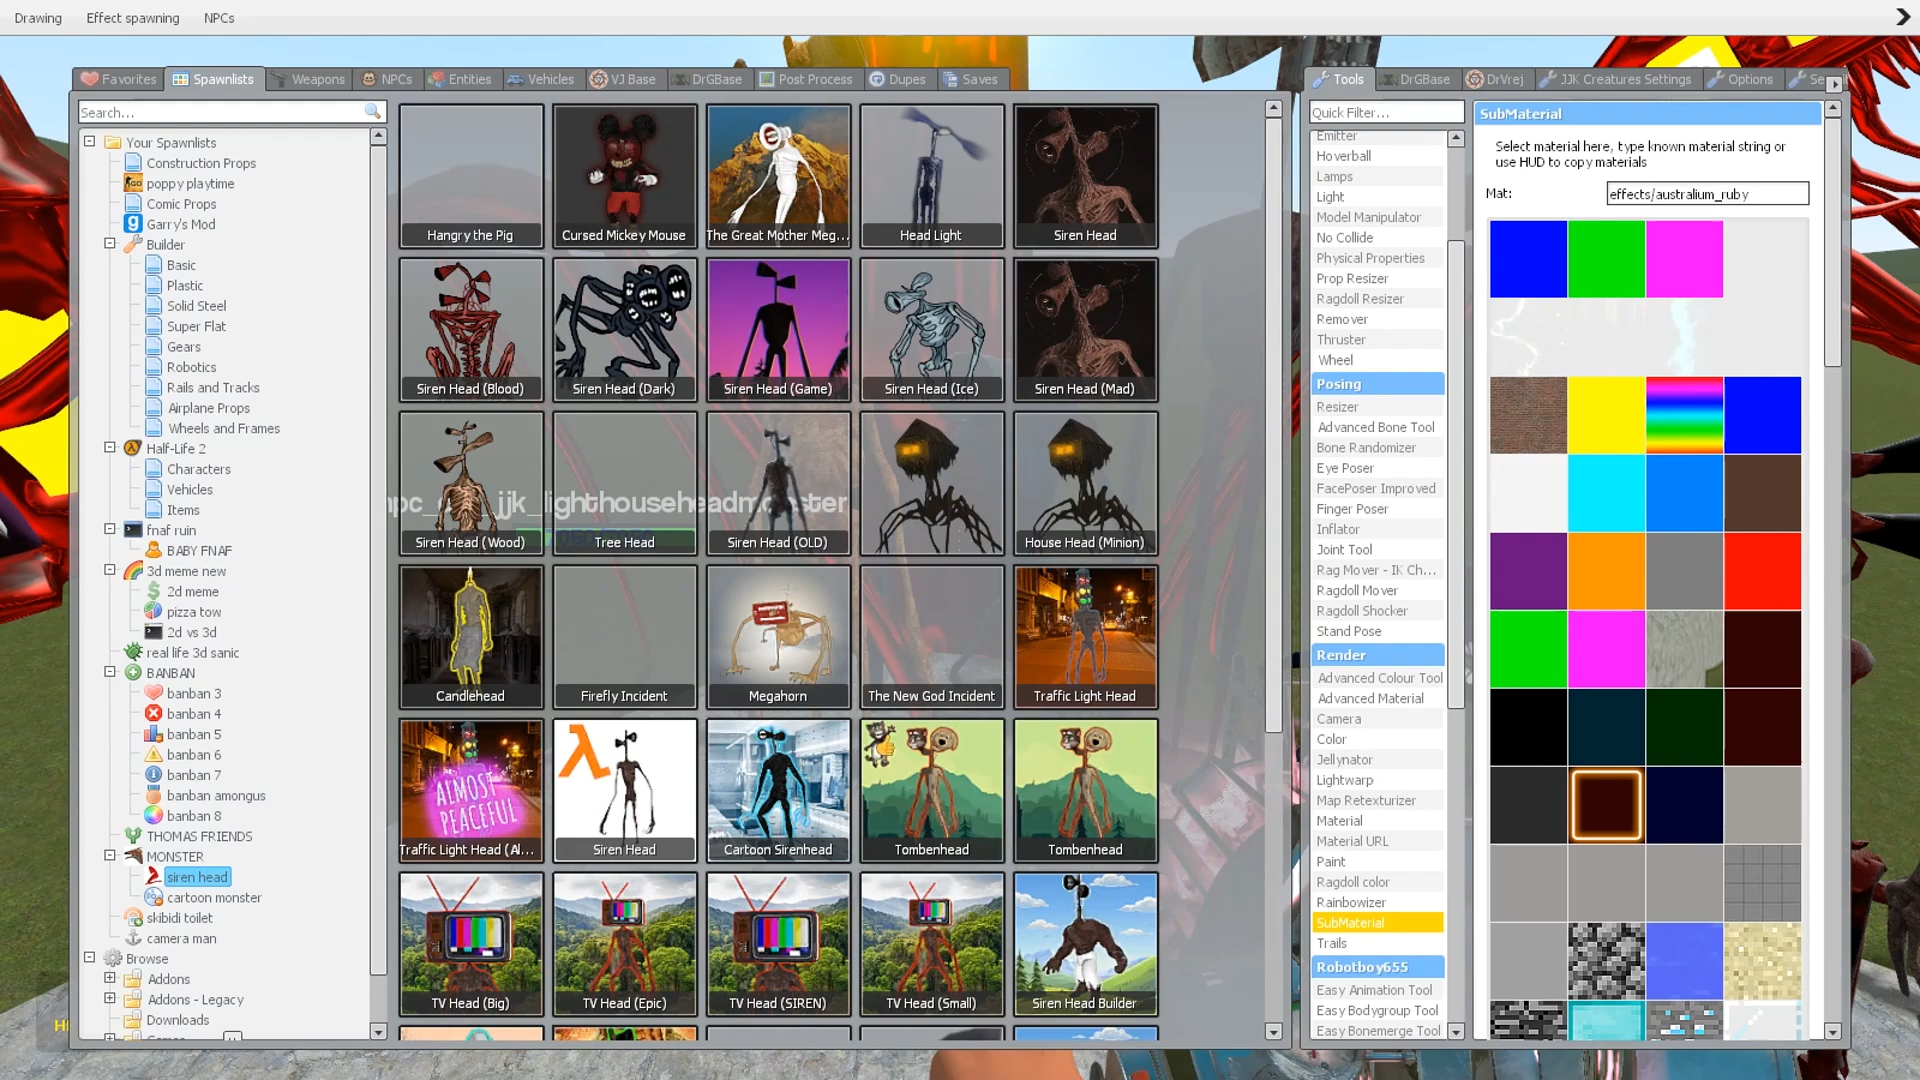 Drawing Effect spawning NPCs
Favorites Spawnlists Weapons NPCs Entities Vehicles VJ Base DrGBase Post Process Dupes Saves
Search...
Your Spawnlists
Construction Props
poppy playtime
Comic Props
Garry's Mod
Builder
Basic
Plastic
Solid Steel
Super Flat
Gears
Robotics
Rails and Tracks
Airplane Props
Wheels and Frames
Half-Life 2
Characters
Vehicles
Items
fnaf ruin
BABY FNAF
3d meme new
2d meme
pizza tow
2d vs 3d
real life 3d sanic
BANBAN
banban 3
banban 4
banban 5
banban 6
banban 7
banban amongus
banban 8
THOMAS FRIENDS
MONSTER
siren head
cartoon monster
skibidi toilet
camera man
Browse
Addons
Addons - Legacy
Downloads
Hangry the Pig Cursed Mickey Mouse The Great Mother Meg... Head Light Siren Head
Siren Head (Blood) Siren Head (Dark) Siren Head (Game) Siren Head (Ice) Siren Head (Mad)
Siren Head (Wood) Tree Head Siren Head (OLD) House Head (Minion)
Candlehead Firefly Incident Megahorn The New God Incident Traffic Light Head
ALMOST
PEACEFUL
Traffic Light Head (Al... Siren Head Cartoon Sirenhead Tombenhead Tombenhead
TV Head (Big) TV Head (Epic) TV Head (SIREN) TV Head (Small) Siren Head Builder
Tools DrGBase DrVrej JJK Creatures Settings Options
Quick Filter...
Emitter
Hoverball
Lamps
Light
Model Manipulator
No Collide
Physical Properties
Prop Resizer
Ragdoll Resizer
Remover
Thruster
Wheel
Posing
Resizer
Advanced Bone Tool
Bone Randomizer
Eye Poser
FacePoser Improved
Finger Poser
Inflator
Joint Tool
Rag Mover - IK Ch...
Ragdoll Mover
Ragdoll Shocker
Stand Pose
Render
Advanced Colour Tool
Advanced Material
Camera
Color
Jellynator
Lightwarp
Map Retexturizer
Material
Material URL
Paint
Ragdoll color
Rainbowizer
SubMaterial
Trails
Robotboy655
Easy Animation Tool
Easy Bodygroup Tool
Easy Bonemerge Tool
SubMaterial
Select material here, type known material string or
use HUD to copy materials
Mat: effects/australium_ruby